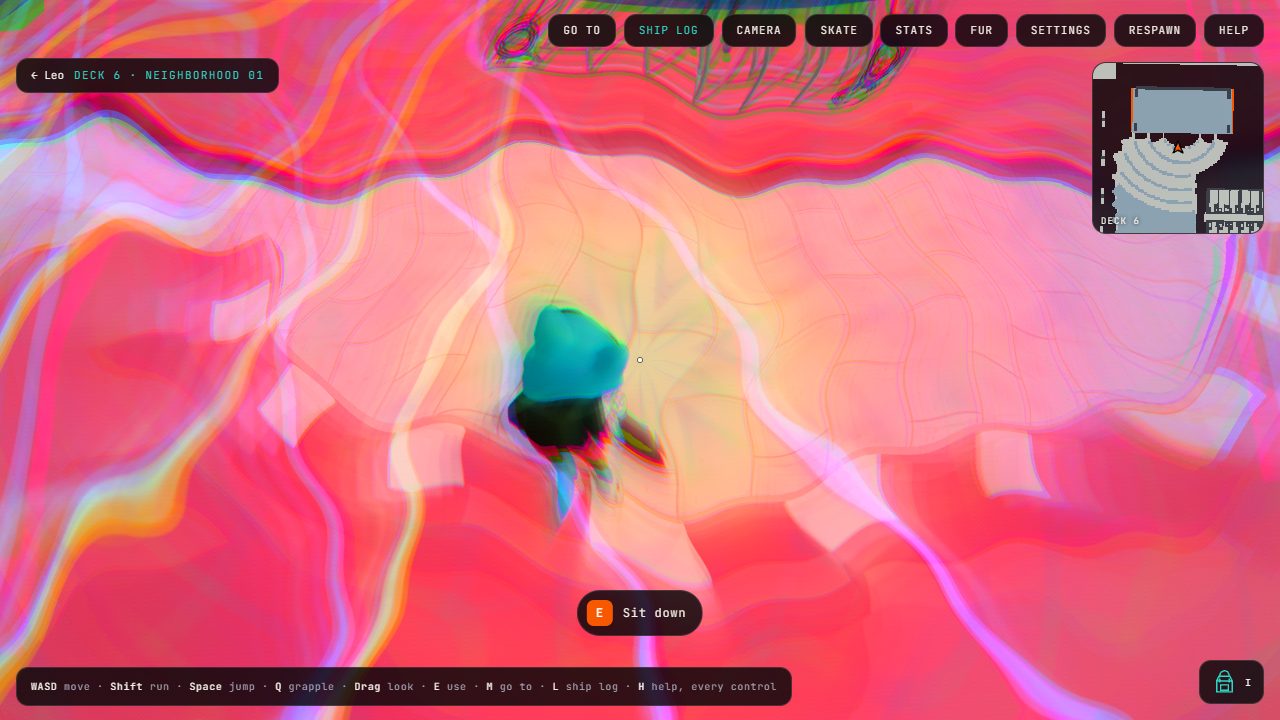 GO TO
SHIP LOG
CAMERA
SKATE
STATS
FUR
SETTINGS
RESPAWN
HELP
← Leo DECK 6 · NEIGHBORHOOD 01
DECK 6
E Sit down
WASD move · Shift run · Space jump · Q grapple · Drag look · E use · M go to · L ship log · H help, every control
I